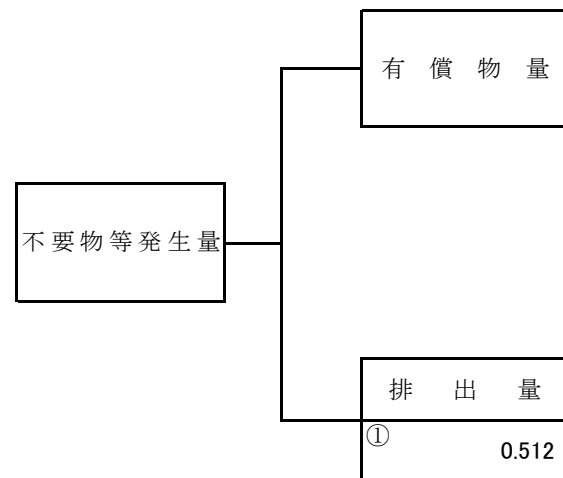 有償物量
不要物等発生量
排出量
①
0.512